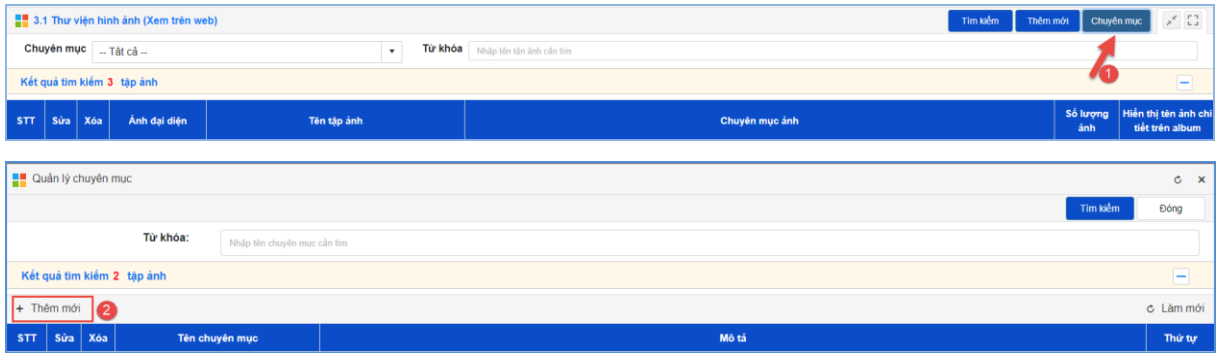 3.1 Thư viện hình ảnh (Xem trên web) Tìm kiếm Thêm mới Chuyên mục
Chuyên mục -- Tất cả -- Từ khóa Nhập tên tận ảnh cần tìm
1
Kết quả tìm kiếm 3 tập ảnh
STT Sửa Xóa Ảnh đại diện Tên tập ảnh Chuyên mục ảnh Số lượng ảnh Hiển thị tên ảnh chi tiết trên album
Quản lý chuyên mục
Tìm kiếm Đóng
Từ khóa: Nhập tên chuyên mục cần tìm
Kết quả tìm kiếm 2 tập ảnh
+ Thêm mới 2 Làm mới
STT Sửa Xóa Tên chuyên mục Mô tả Thứ tự